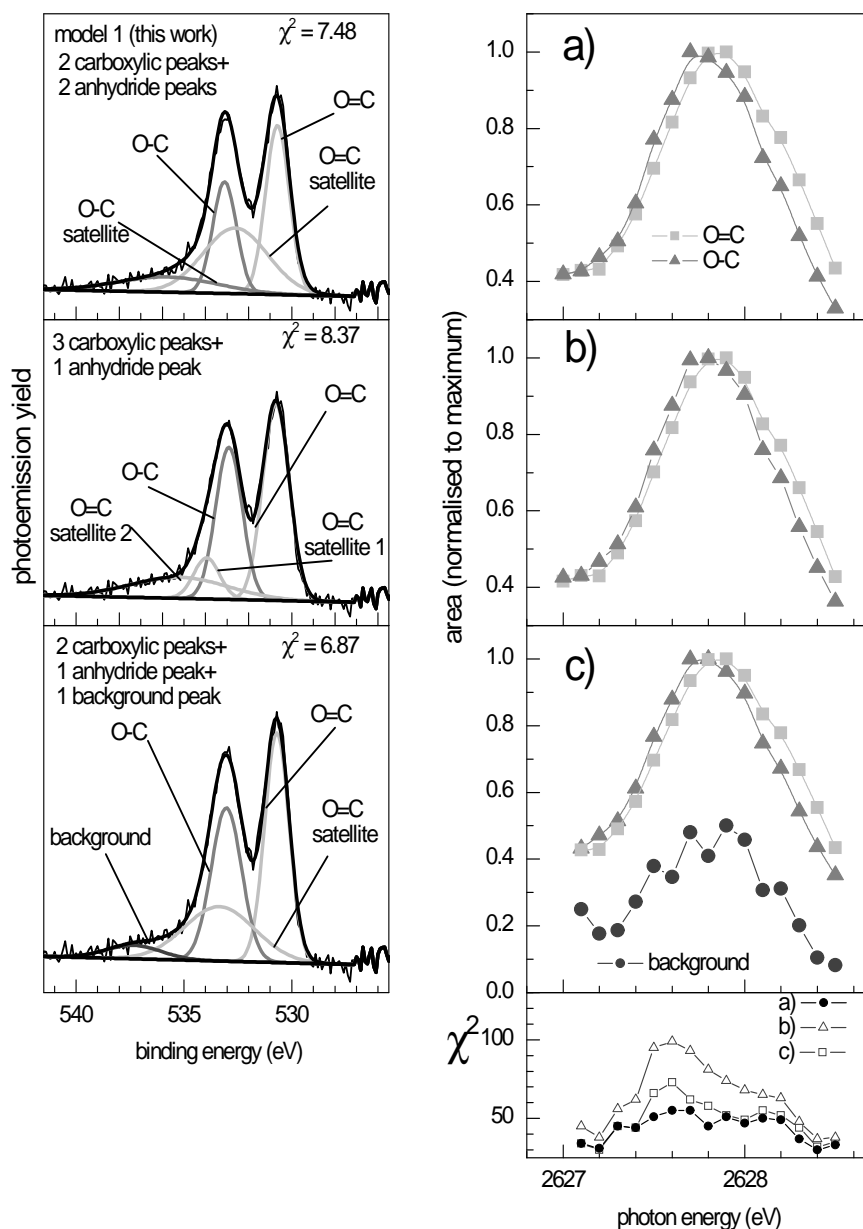 model 1 (this work) χ² = 7.48
2 carboxylic peaks+
2 anhydride peaks
O=C
O-C
O=C
satellite
O-C
satellite
3 carboxylic peaks+ χ² = 8.37
1 anhydride peak
O=C
O-C
O=C
satellite 2
O=C
satellite 1
2 carboxylic peaks+ χ² = 6.87
1 anhydride peak+
1 background peak
O-C
O=C
background
O=C
satellite
photoemission yield
540 535 530
binding energy (eV)
a)
1.0
0.8
0.6
0.4
O=C
O-C
b)
1.0
0.8
0.6
0.4
c)
1.0
0.8
0.6
0.4
0.2
0.0
background
area (normalised to maximum)
χ²
100
50
a)
b)
c)
2627 2628
photon energy (eV)